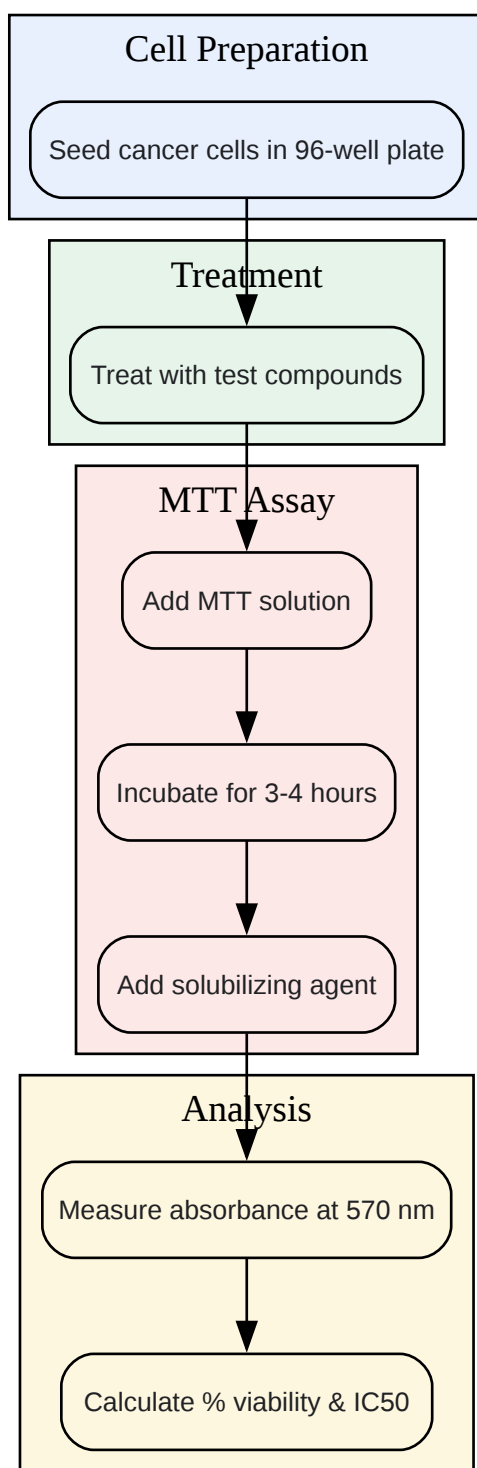 Cell Preparation
Seed cancer cells in 96-well plate
Treatment
Treat with test compounds
MTT Assay
Add MTT solution
Incubate for 3-4 hours
Add solubilizing agent
Analysis
Measure absorbance at 570 nm
Calculate % viability & IC50